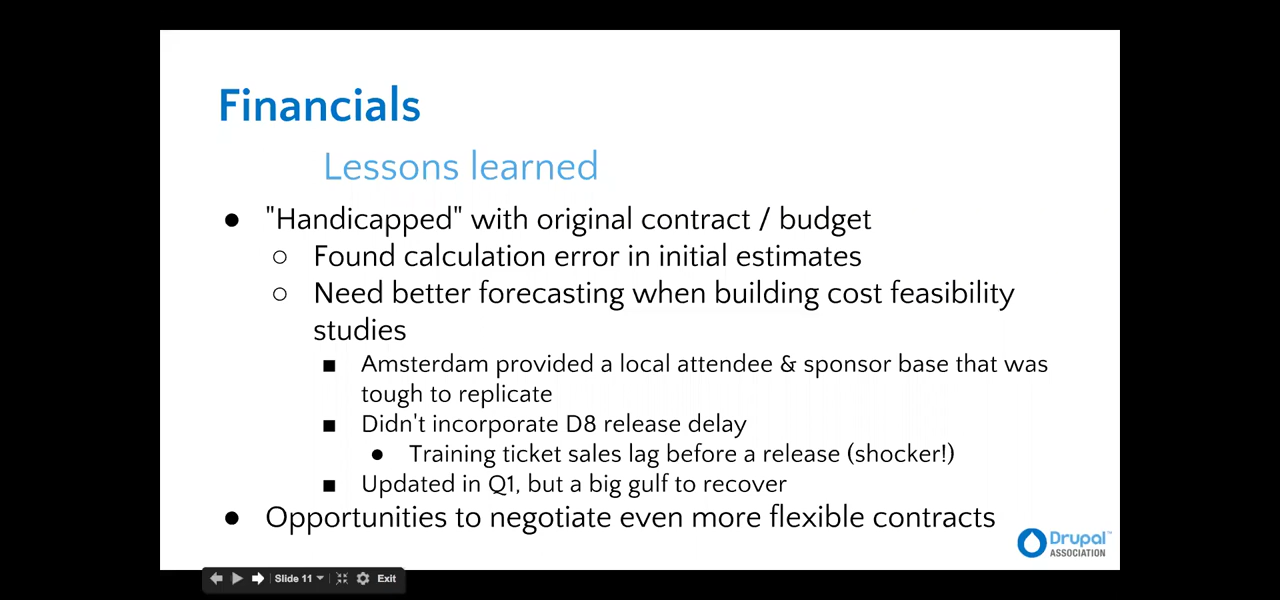 Financials
Lessons learned
● "Handicapped" with original contract / budget
○ Found calculation error in initial estimates
○ Need better forecasting when building cost feasibility
studies
■ Amsterdam provided a local attendee & sponsor base that was
tough to replicate
■ Didn't incorporate D8 release delay
● Training ticket sales lag before a release (shocker!)
■ Updated in Q1, but a big gulf to recover
● Opportunities to negotiate even more flexible contracts
Drupal™
ASSOCIATION
Slide 11
Exit